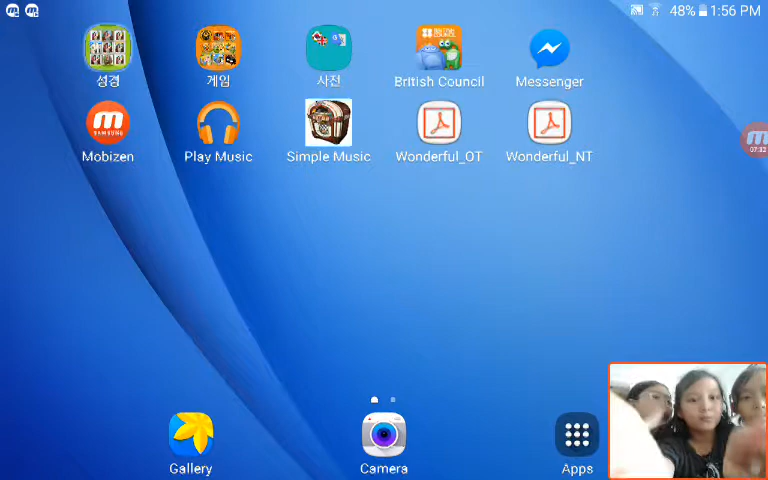 48% 1:56 PM
성경
게임
사전
British Council
Messenger
SAMSUNG
07:32
Mobizen
Play Music
Simple Music
Wonderful_OT
Wonderful_NT
Gallery
Camera
Apps